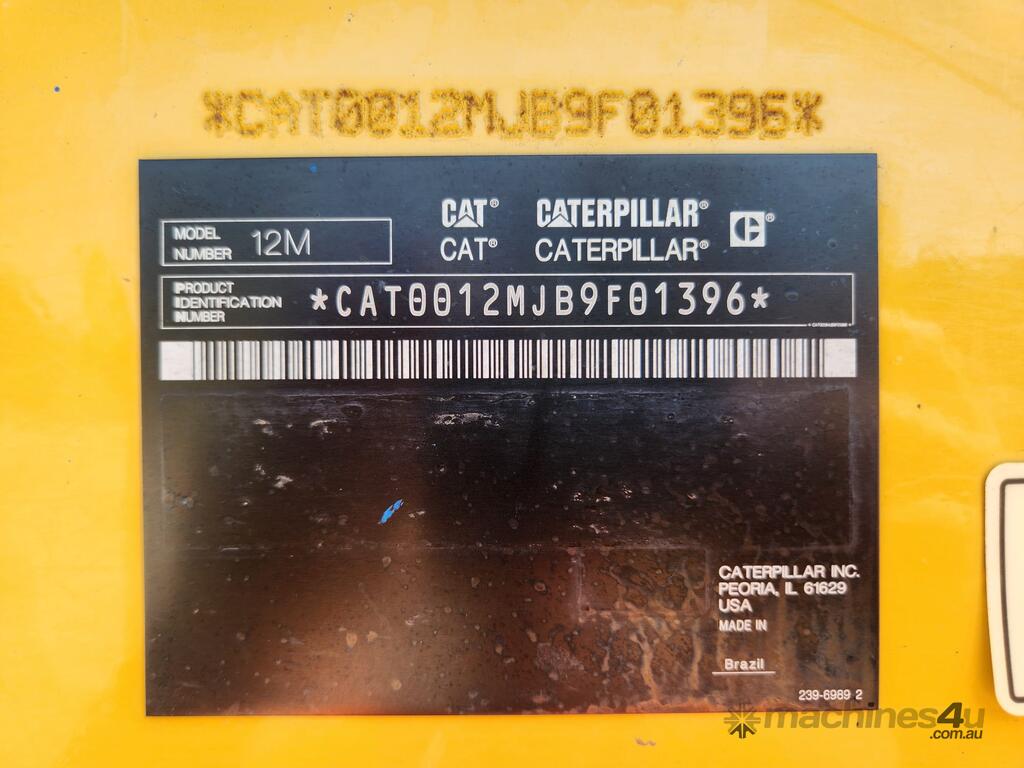 *CAT0012MJB9F01396*
CAT® CATERPILLAR®
CAT® CATERPILLAR®
MODEL
NUMBER 12M
PRODUCT
IDENTIFICATION
NUMBER
*CAT0012MJB9F01396*
CATERPILLAR INC.
PEORIA, IL 61629
USA
MADE IN
Brazil
239-6989 2
machines4u
.com.au